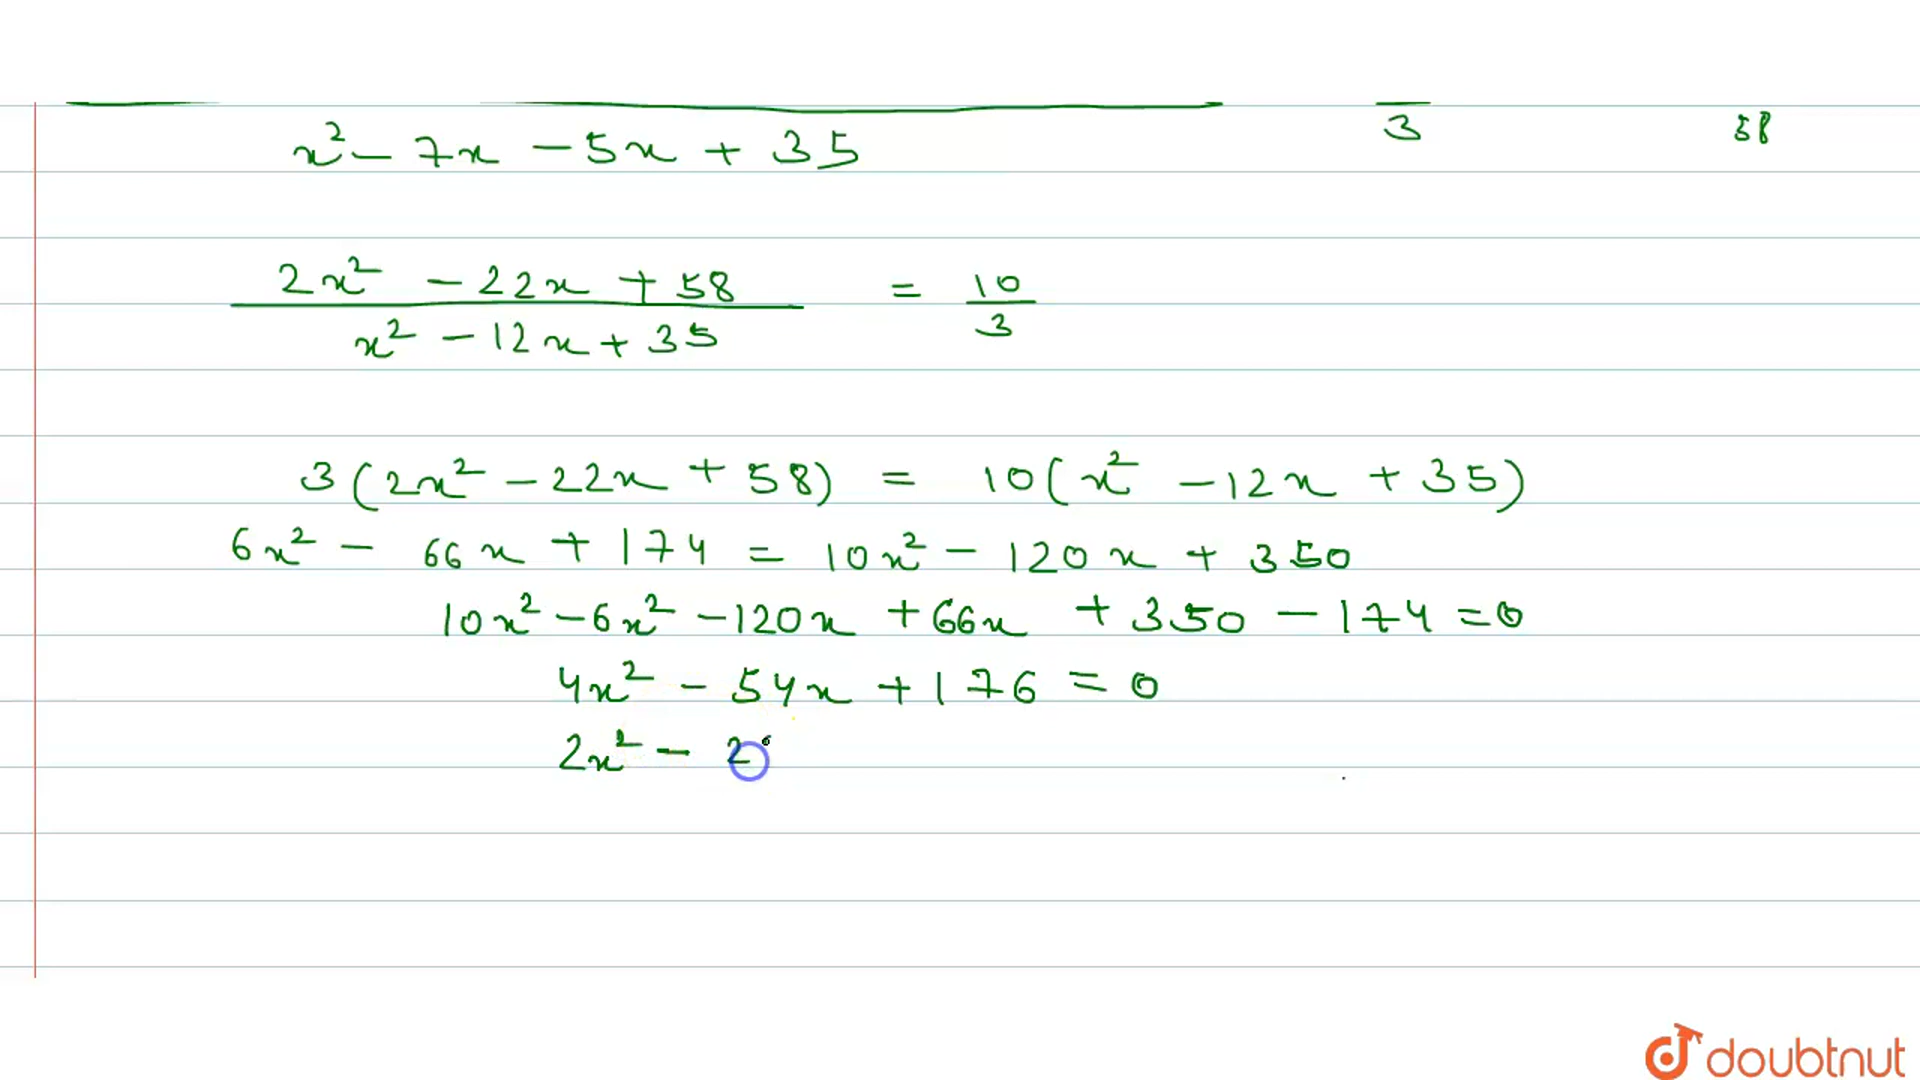 3 58
x² - 7x - 5x + 35
2x² - 22x + 58 = 10
x² - 12x + 35 3
3(2x² - 22x + 58) = 10(x² - 12x + 35)
6x² - 66x + 174 = 10x² - 120x + 350
10x² - 6x² - 120x + 66x + 350 - 174 = 0
4x² - 54x + 176 = 0
2x² - 2
doubtnut